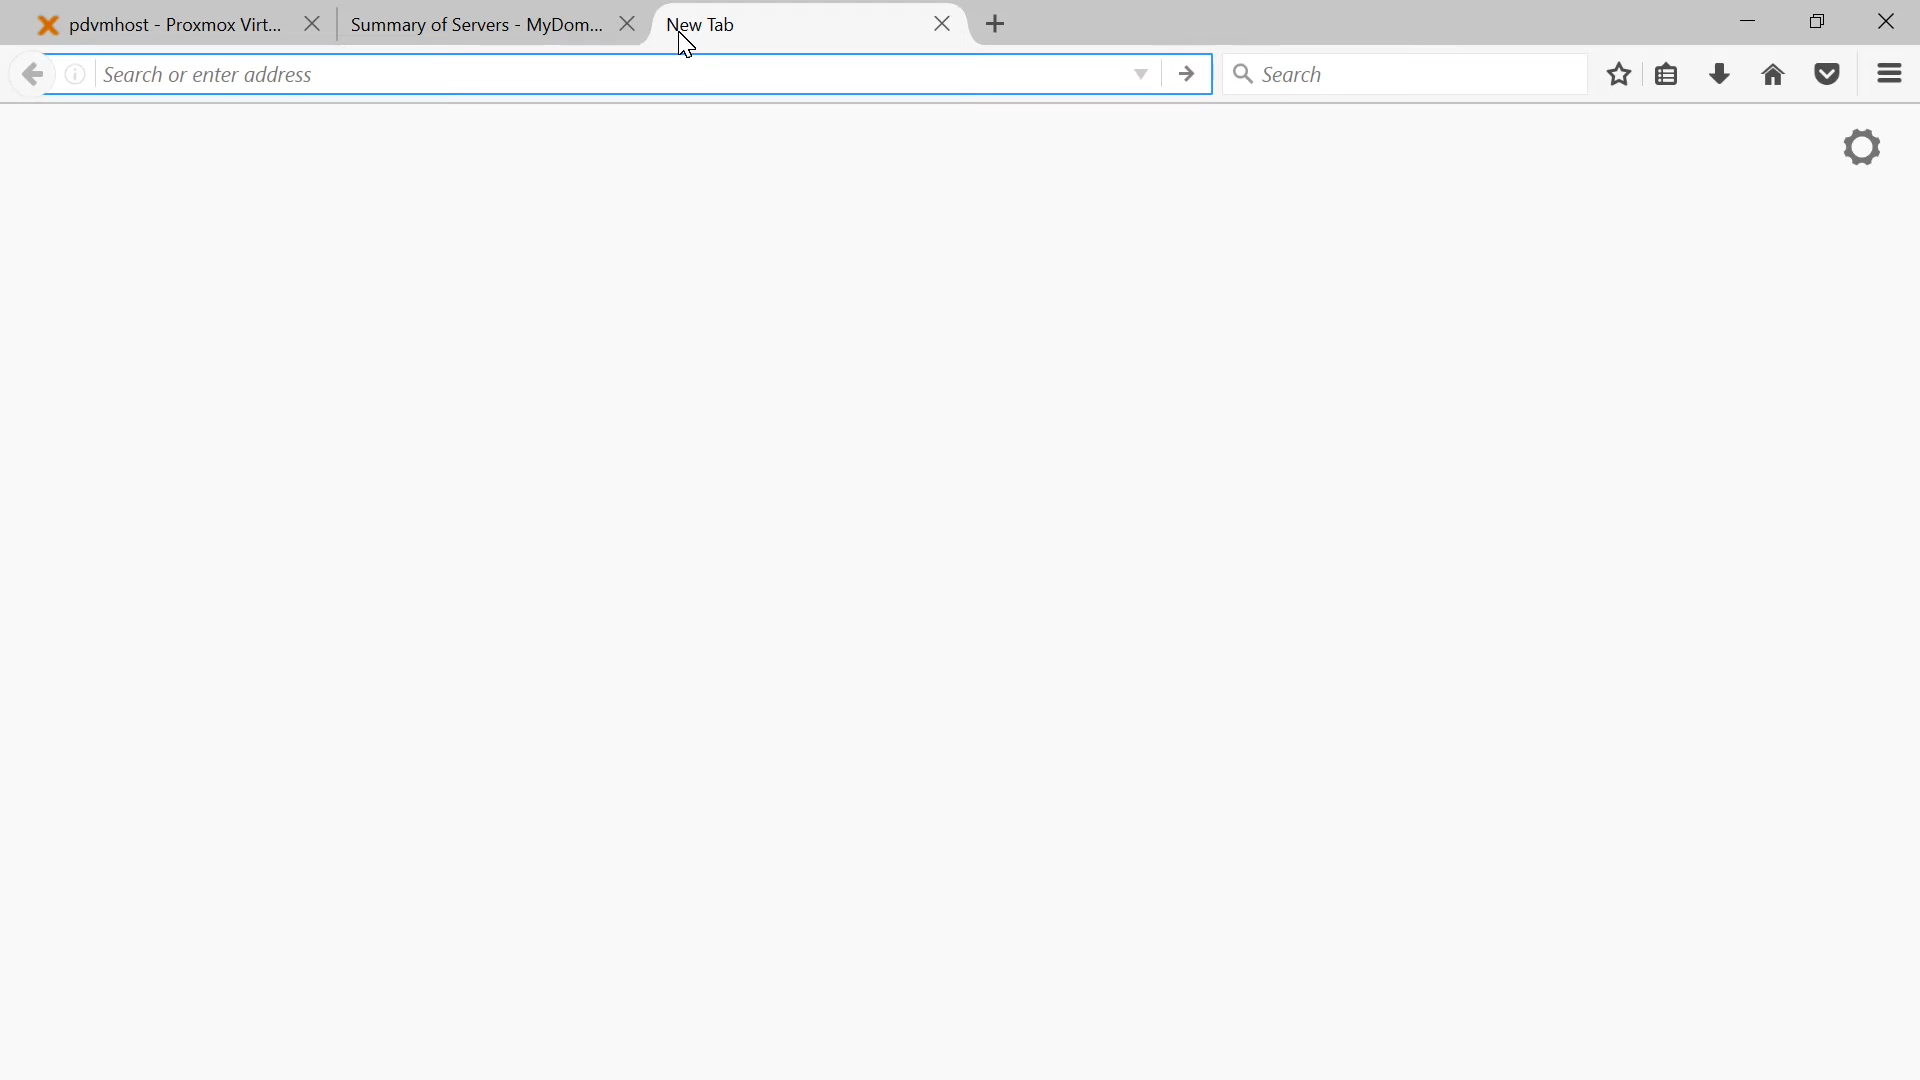 pdvmhost - Proxmox Virt...
Summary of Servers - MyDom...
New Tab
Search or enter address
Search